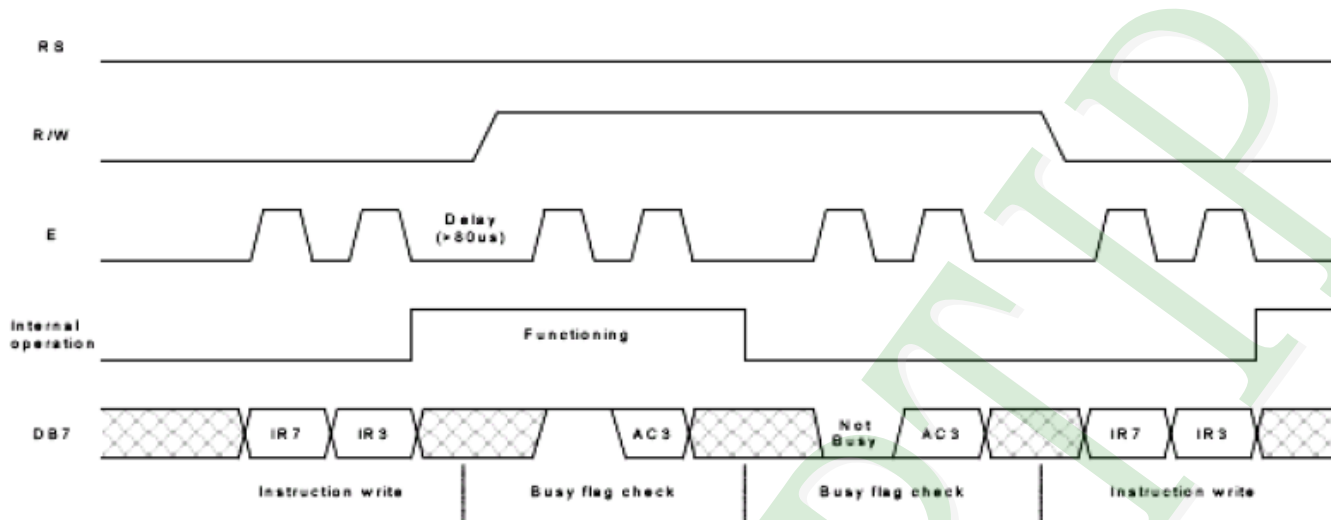 RS
R/W
E
Delay
(>80us)
Internal
operation
Functioning
DB7
IR7
IR3
AC3
Not
Busy
AC3
IR7
IR3
Instruction write
Busy flag check
Busy flag check
Instruction write